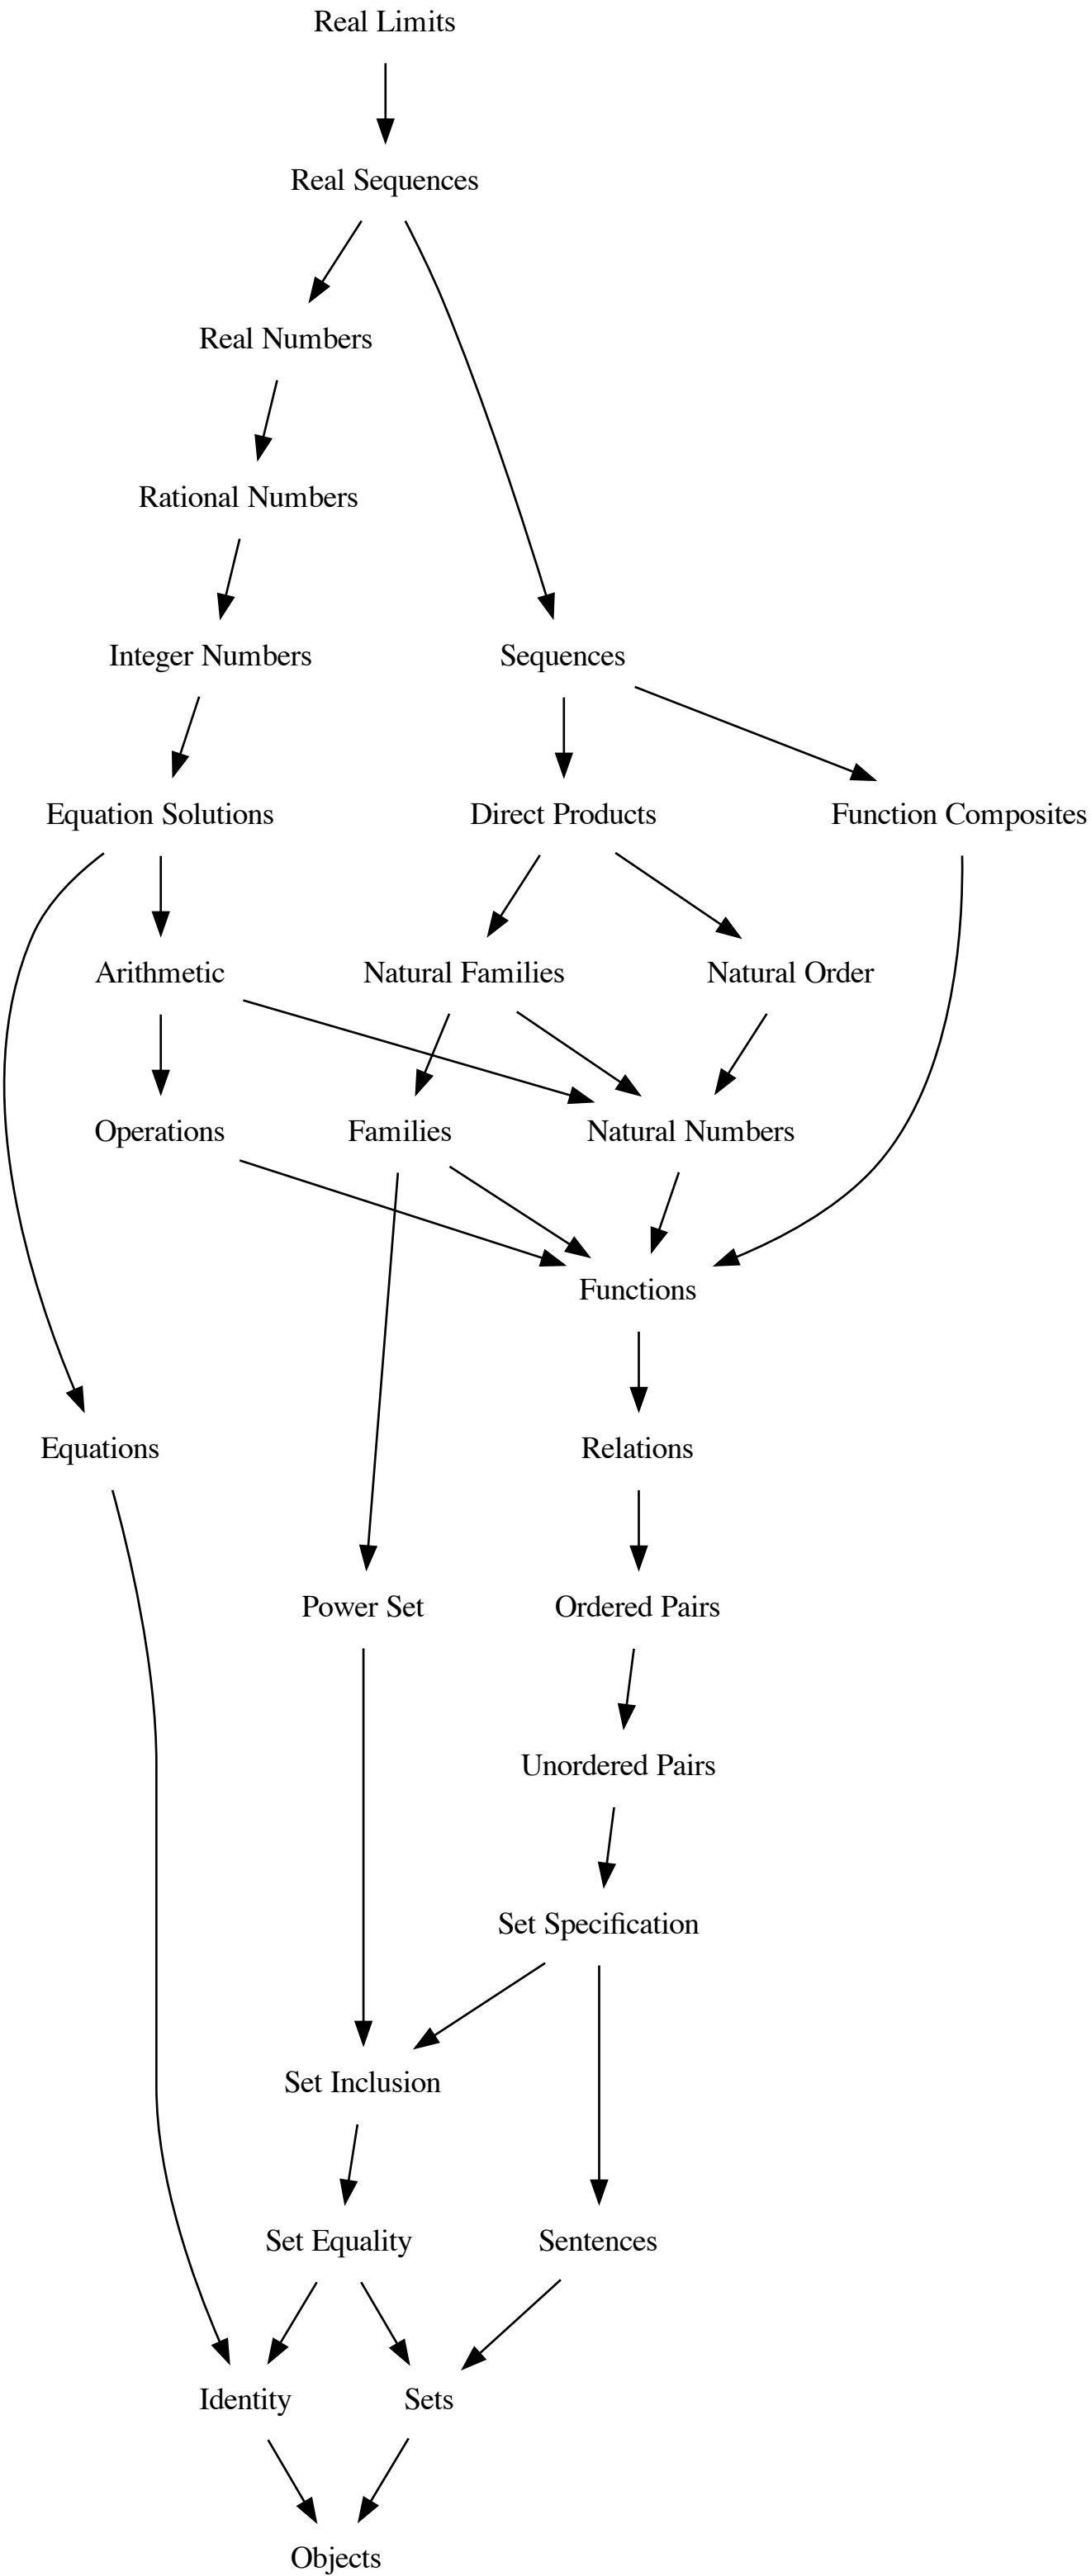 Real Limits
Real Sequences
Real Numbers
Rational Numbers
Integer Numbers
Sequences
Equation Solutions
Direct Products
Function Composites
Arithmetic
Natural Families
Natural Order
Operations
Families
Natural Numbers
Functions
Equations
Relations
Power Set
Ordered Pairs
Unordered Pairs
Set Specification
Set Inclusion
Set Equality
Sentences
Identity
Sets
Objects